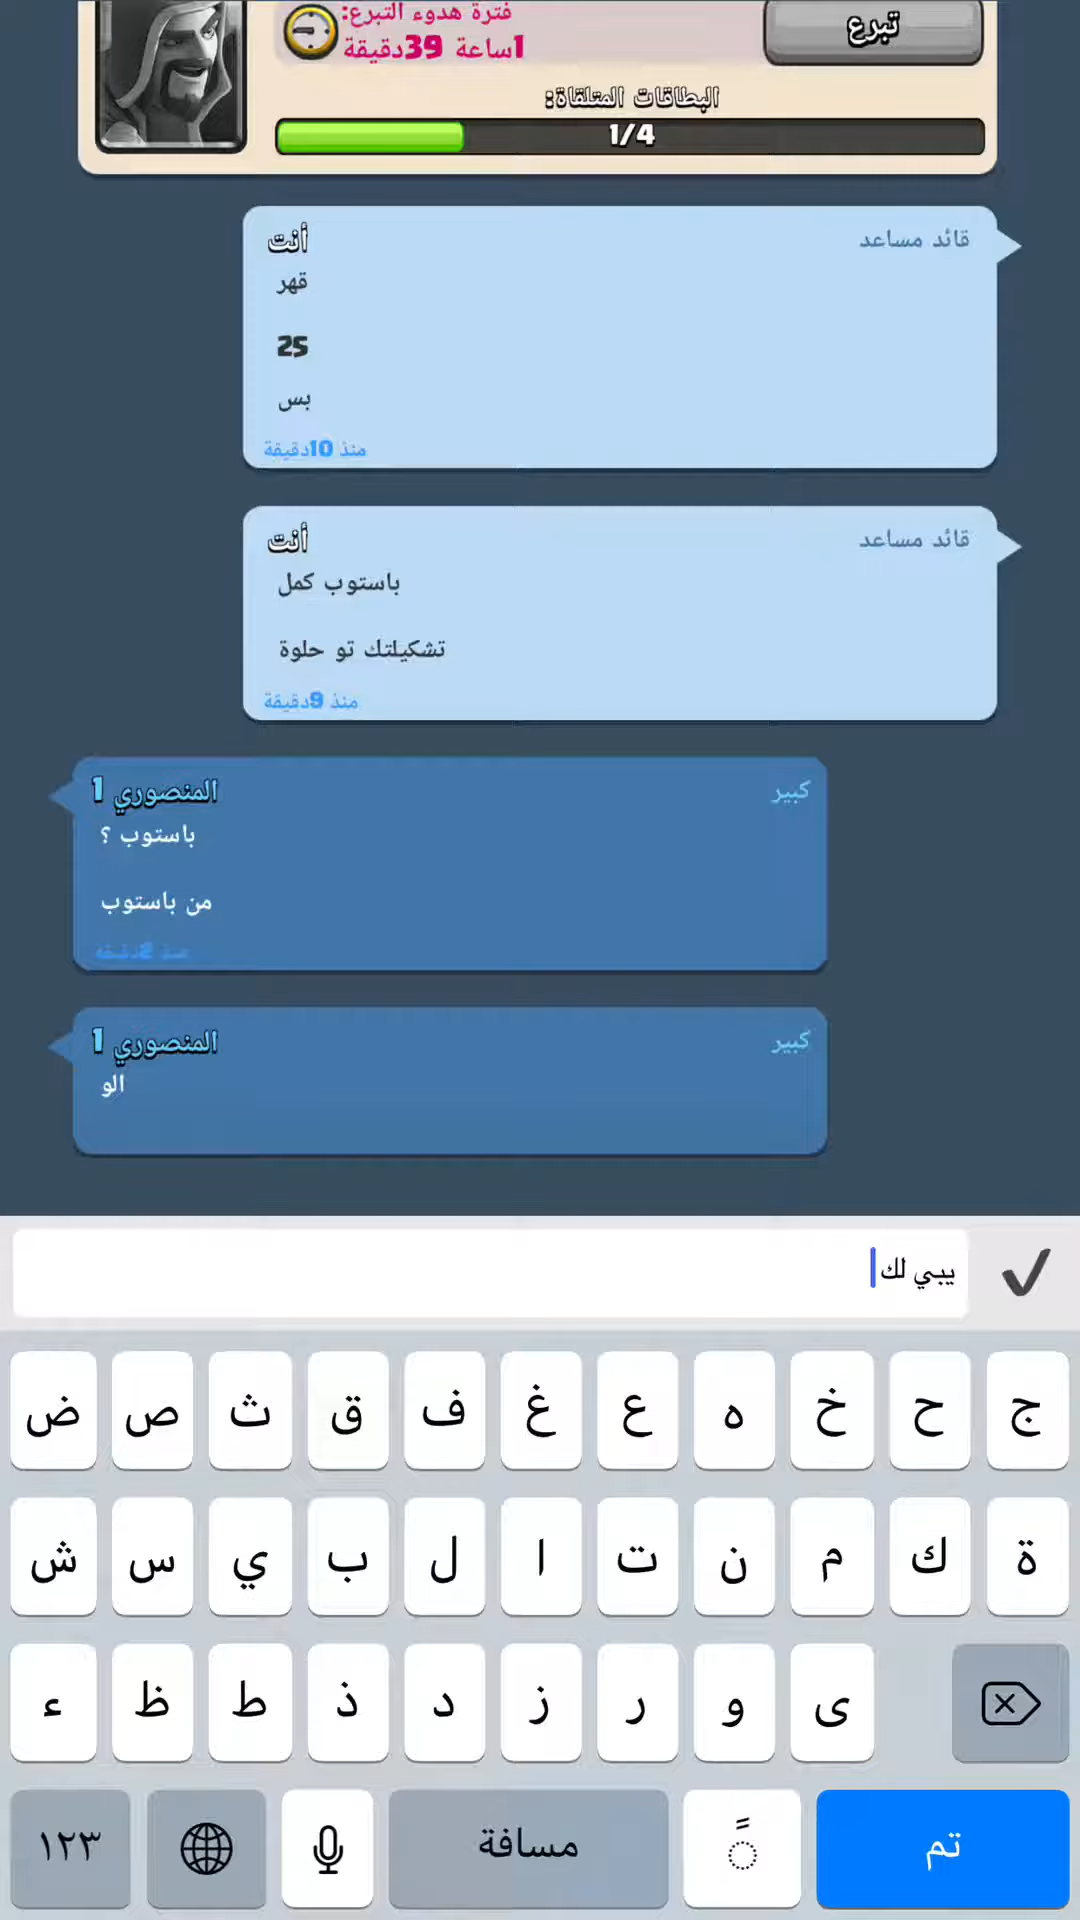 فترة هدوء التبرع:
1ساعة 39دقيقة
تبرع
البطاقات المتلقاة:
1/4
أنت
قائد مساعد
قهر
25
بس
منذ 10دقيقة
أنت
قائد مساعد
باستوب كمل
تشكيلتك تو حلوة
منذ 9دقيقة
المنصوري 1
كبير
باستوب ؟
من باستوب
منذ 2دقيقة
المنصوري 1
كبير
الو
يبي لك
ض ص ث ق ف غ ع ه خ ح ج
ش س ي ب ل ا ت ن م ك ة
ء ظ ط ذ د ز ر و ى
١٢٣ مسافة تم